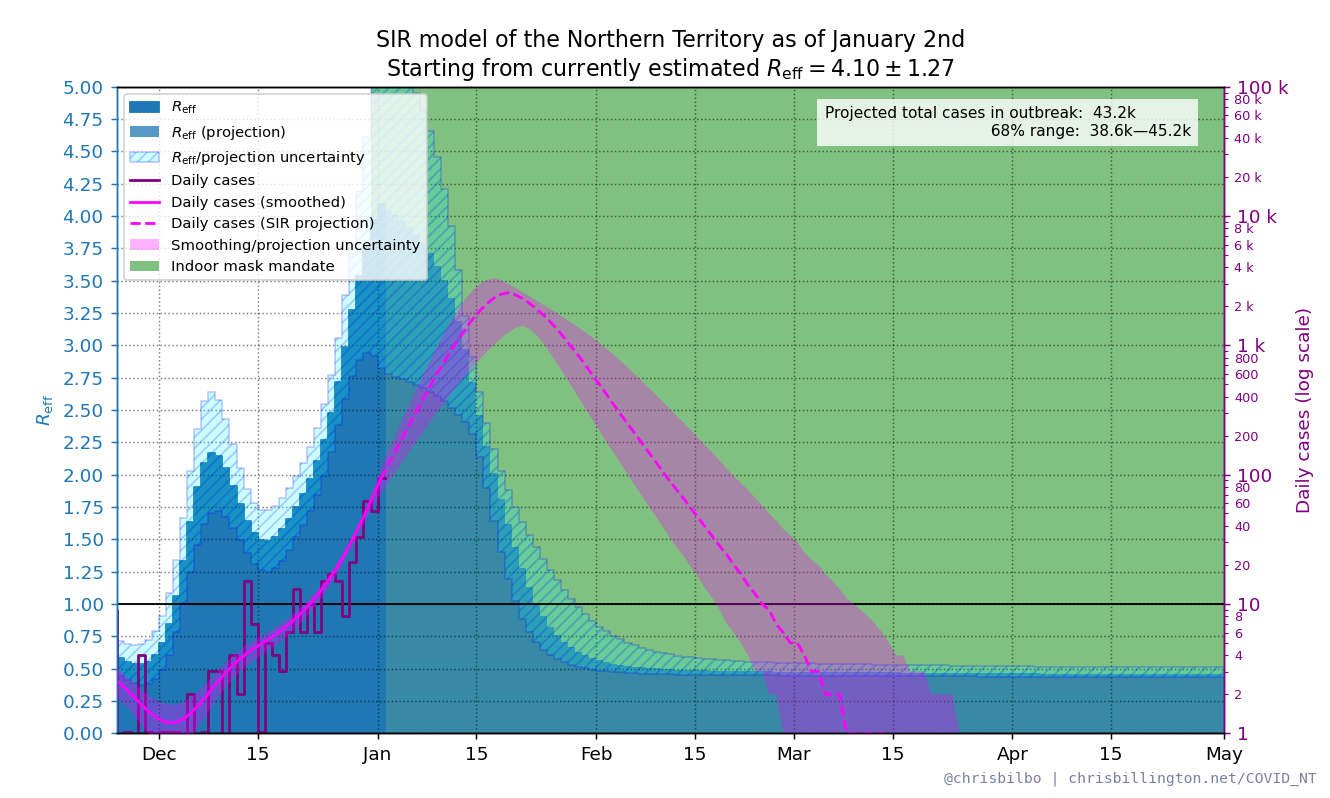 SIR model of the Northern Territory as of January 2nd
Starting from currently estimated R_eff = 4.10 ± 1.27
Projected total cases in outbreak: 43.2k
68% range: 38.6k—45.2k
R_eff
R_eff (projection)
R_eff/projection uncertainty
Daily cases
Daily cases (smoothed)
Daily cases (SIR projection)
Smoothing/projection uncertainty
Indoor mask mandate
R_eff
5.00
4.75
4.50
4.25
4.00
3.75
3.50
3.25
3.00
2.75
2.50
2.25
2.00
1.75
1.50
1.25
1.00
0.75
0.50
0.25
0.00
100 k
80 k
60 k
40 k
20 k
10 k
8 k
6 k
4 k
2 k
1 k
800
600
400
200
100
80
60
40
20
10
8
6
4
2
1
Daily cases (log scale)
Dec 15 Jan 15 Feb 15 Mar 15 Apr 15 May
@chrisbilbo | chrisbillington.net/COVID_NT